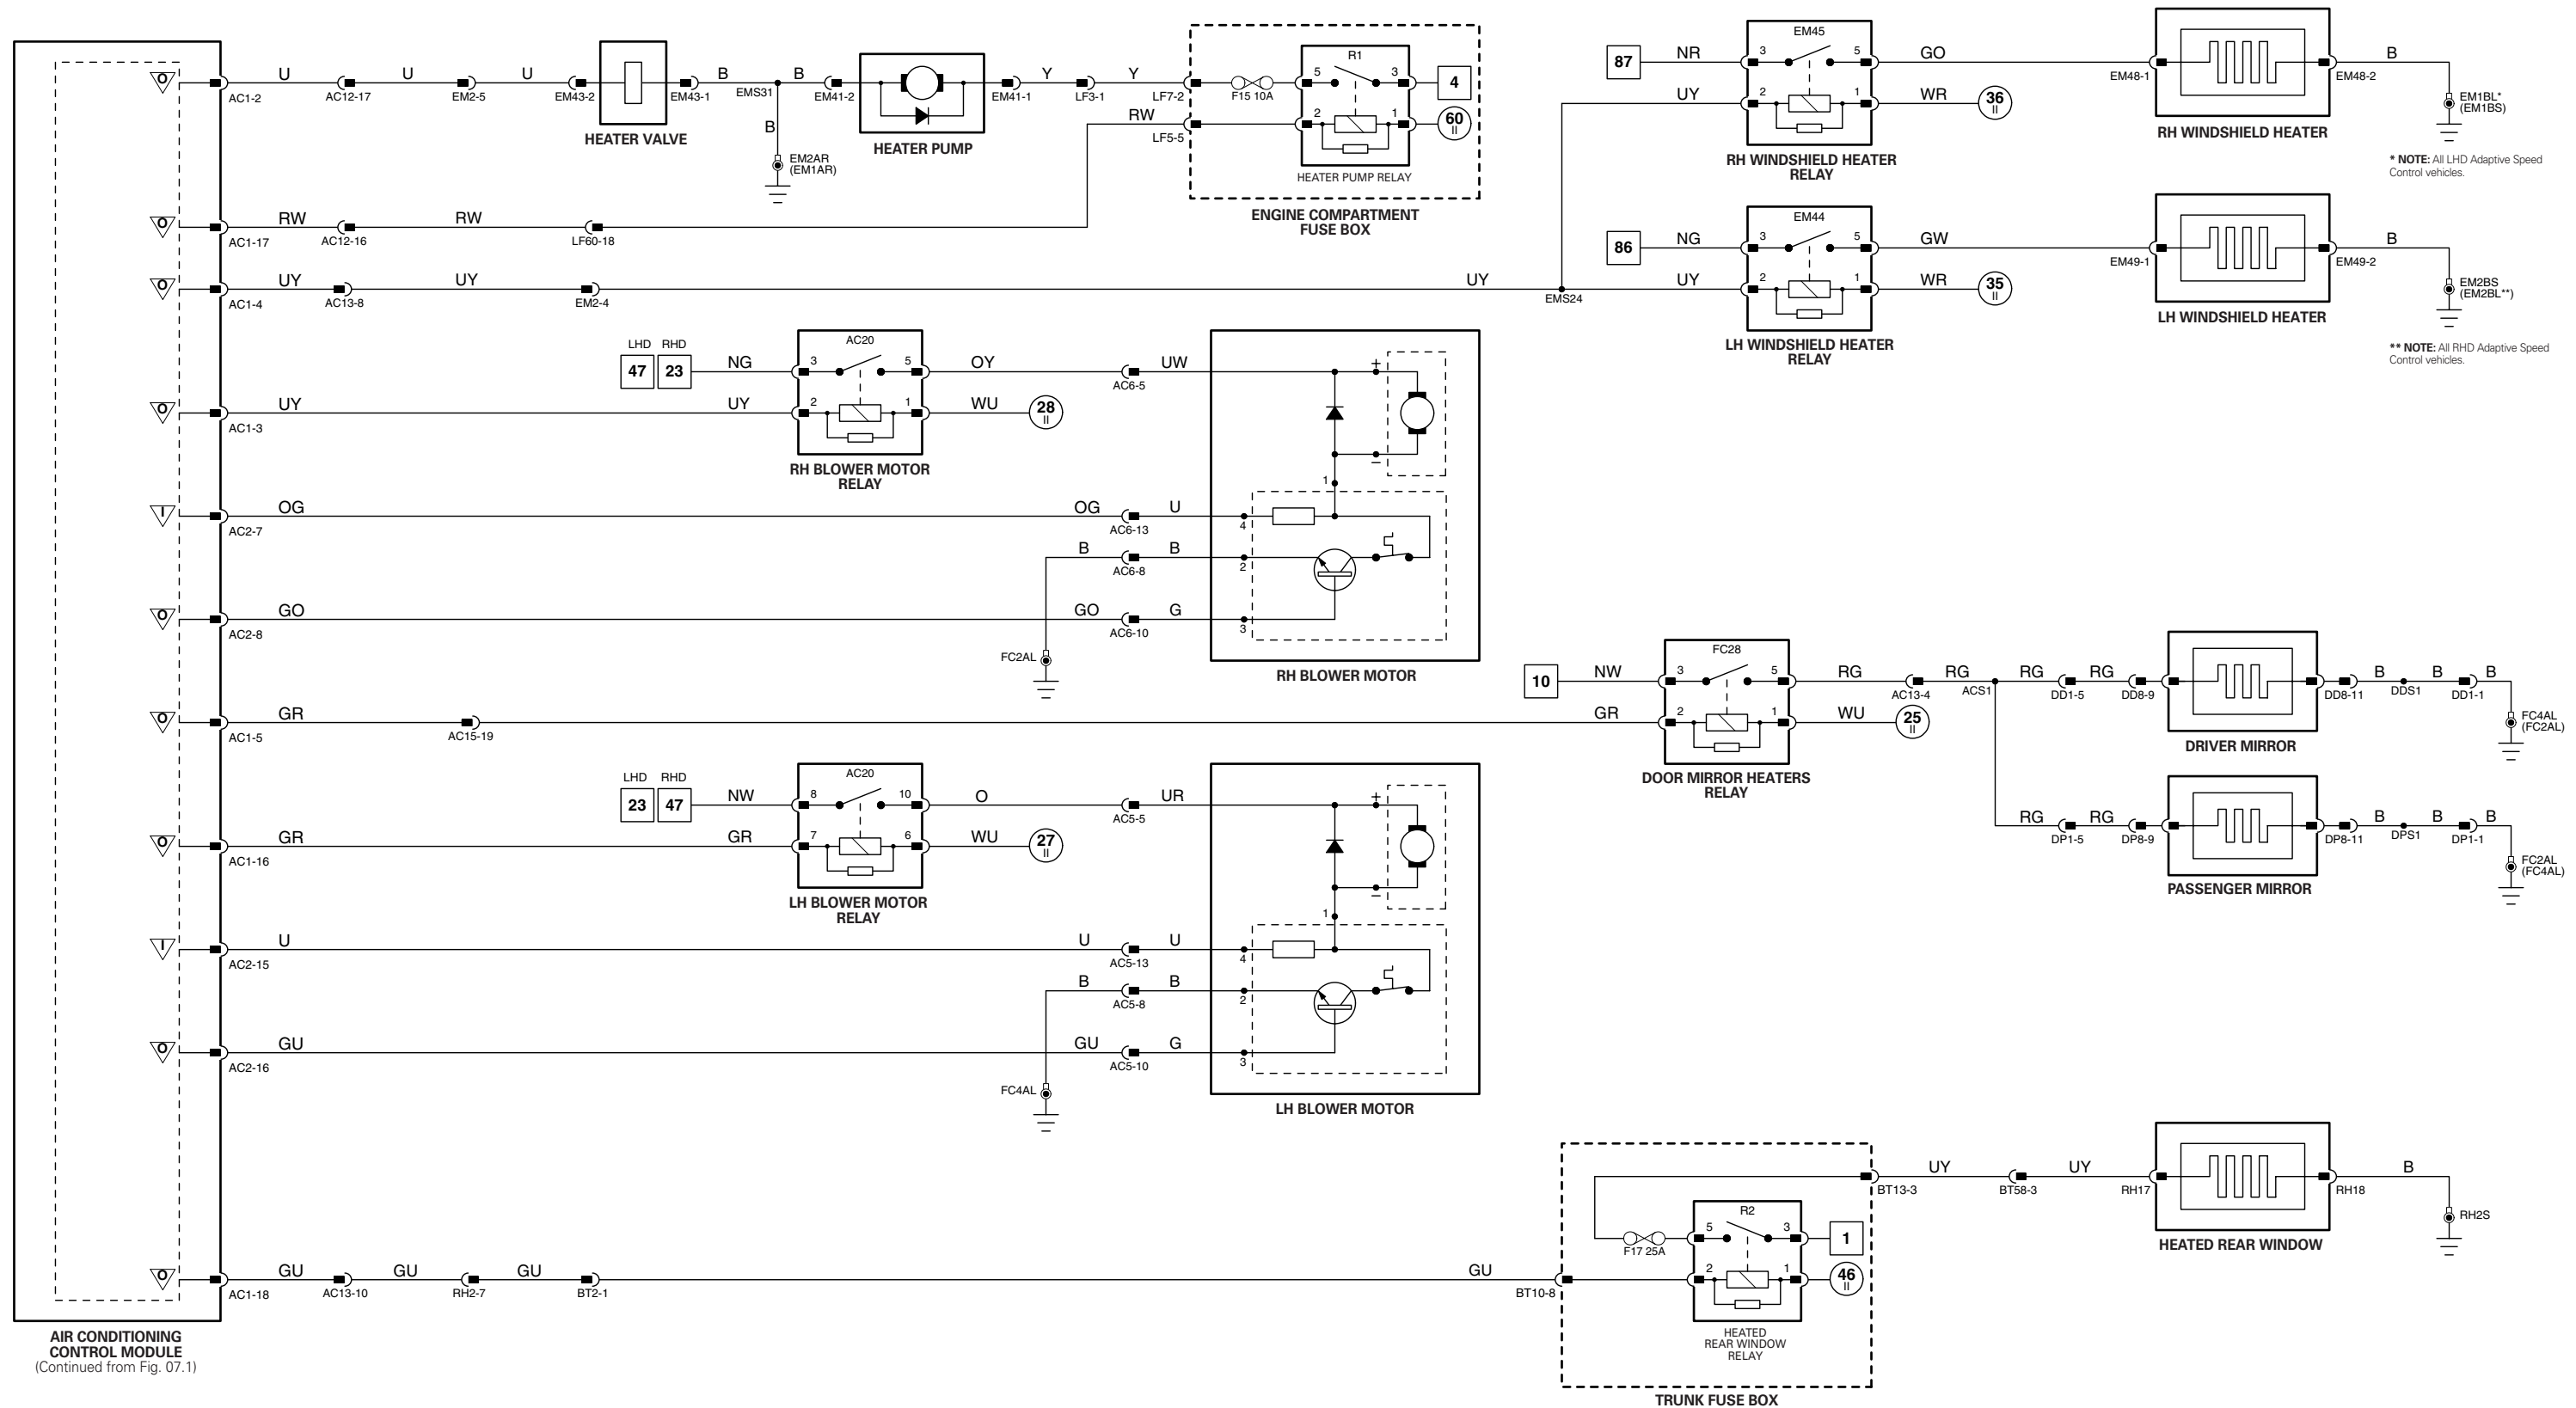 O
U
U
U
B
B
Y
Y
AC1-2
AC12-17
EM2-5
EM43-2
EM43-1
EMS31
EM41-2
EM41-1
LF3-1
LF7-2
F15 10A
R1
5
3
4
2
1
60
II
HEATER VALVE
B
EM2AR
(EM1AR)
HEATER PUMP
RW
LF5-5
HEATER PUMP RELAY
ENGINE COMPARTMENT
FUSE BOX
87
NR
EM45
3
5
GO
EM48-1
EM48-2
B
UY
2
1
WR
36
II
EM1BL*
(EM1BS)
RH WINDSHIELD HEATER
RELAY
RH WINDSHIELD HEATER
* NOTE: All LHD Adaptive Speed
Control vehicles.
O
RW
RW
AC1-17
AC12-16
LF60-18
86
NG
EM44
3
5
GW
EM49-1
EM49-2
B
O
UY
UY
UY
UY
AC1-4
AC13-8
EM2-4
EMS24
2
1
WR
35
II
EM2BS
(EM2BL**)
LH WINDSHIELD HEATER
RELAY
LH WINDSHIELD HEATER
** NOTE: All RHD Adaptive Speed
Control vehicles.
LHD RHD
47 23
NG
AC20
3
5
OY
AC6-5
UW
+
–
O
UY
UY
AC1-3
2
1
WU
28
II
RH BLOWER MOTOR
RELAY
1
I
OG
OG
U
AC2-7
AC6-13
4
B
B
AC6-8
2
O
GO
GO
G
AC2-8
AC6-10
3
FC2AL
RH BLOWER MOTOR
10
NW
FC28
3
5
RG
AC13-4
RG
ACS1
RG
DD1-5
RG
DD8-9
DD8-11
B
DDS1
B
DD1-1
B
O
GR
GR
AC1-5
AC15-19
2
1
WU
25
II
FC4AL
(FC2AL)
DRIVER MIRROR
DOOR MIRROR HEATERS
RELAY
LHD RHD
23 47
NW
AC20
8
10
O
AC5-5
UR
+
–
RG
DP1-5
RG
DP8-9
DP8-11
B
DPS1
B
DP1-1
B
FC2AL
(FC4AL)
PASSENGER MIRROR
O
GR
GR
AC1-16
7
6
WU
27
II
LH BLOWER MOTOR
RELAY
1
I
U
U
U
AC2-15
AC5-13
4
B
B
AC5-8
2
O
GU
GU
G
AC2-16
AC5-10
3
FC4AL
LH BLOWER MOTOR
BT13-3
UY
BT58-3
UY
RH17
RH18
B
RH2S
HEATED REAR WINDOW
F17 25A
R2
5
3
1
O
GU
GU
GU
GU
AC1-18
AC13-10
RH2-7
BT2-1
BT10-8
2
1
46
II
HEATED
REAR WINDOW
RELAY
TRUNK FUSE BOX
AIR CONDITIONING
CONTROL MODULE
(Continued from Fig. 07.1)